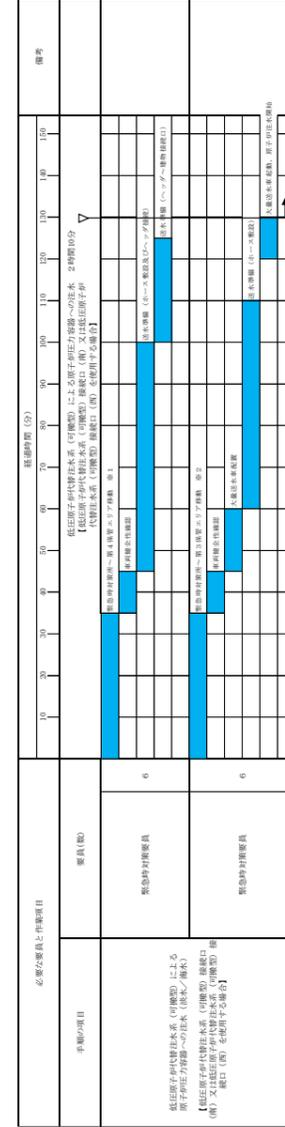 必要な要員と作業項目
経過時間（分）
備考
手順の項目
要員(数)
10 20 30 40 50 60 70 80 90 100 110 120 130 140 150
低圧原子炉代替注水系（可搬型）による原子炉圧力容器への注水 2時間10分
【低圧原子炉代替注水系（可搬型）接続口（南）又は低圧原子炉
代替注水系（可搬型）接続口（西）を使用する場合】
低圧原子炉代替注水系（可搬型）による
原子炉圧力容器への注水（淡水／海水）
【低圧原子炉代替注水系（可搬型）接続口
（南）又は低圧原子炉代替注水系（可搬型）接
続口（西）を使用する場合】
緊急時対策要員
6
緊急時対策所～第４保管エリア移動 ※1
車両健全性確認
送水準備（ホース敷設及びヘッダ接続）
送水準備（ヘッダ～建物接続口）
緊急時対策要員
6
緊急時対策所～第３保管エリア移動 ※2
車両健全性確認
大量送水車配置
送水準備（ホース敷設）
大量送水車起動、原子炉注水開始